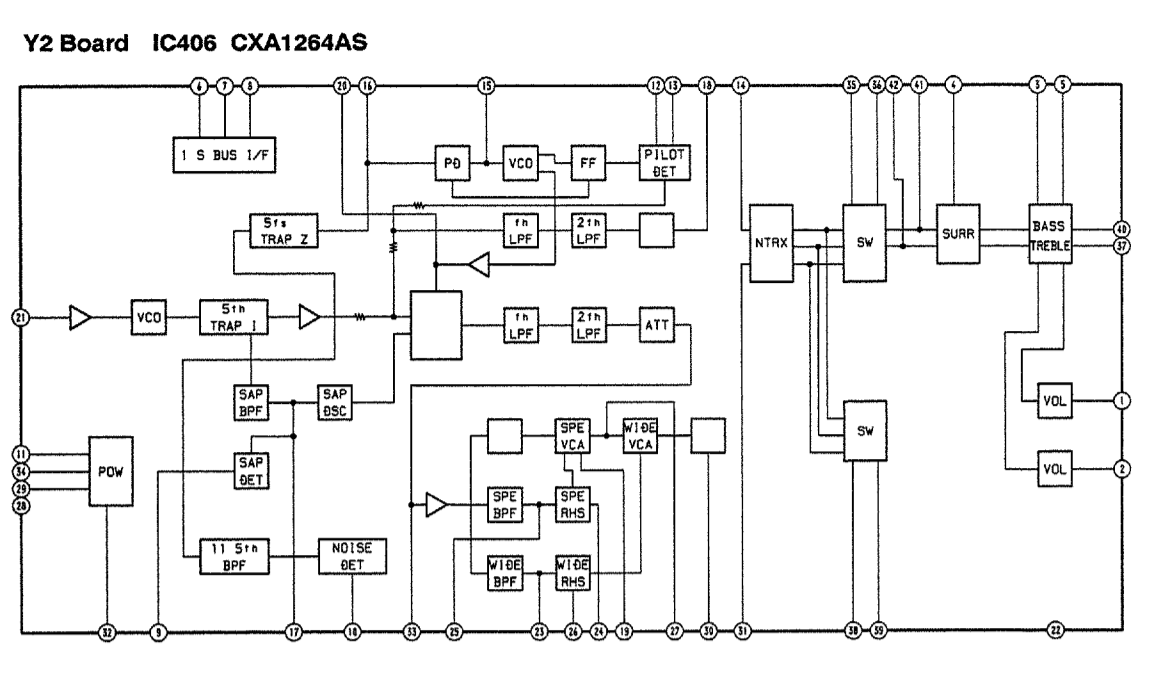 Y2 Board IC406 CXA1264AS
6 7 8 20 16 15 12 13 18 14 35 36 42 41 4 3 5
1 S BUS I/F
PD VCO FF PILOT DET
5fs TRAP Z
fh LPF
2fh LPF
NTRX
SW
SURR
BASS TREBLE
40
37
21
VCO
5th TRAP I
fh LPF
2fh LPF
ATT
SAP BPF
SAP DSC
VOL
1
SPE VCA
WIDE VCA
SW
11
34
29
28
POW
SAP DET
VOL
2
SPE BPF
SPE RHS
11 5th BPF
NOISE DET
WIDE BPF
WIDE RHS
32 9 17 10 33 25 23 26 24 19 27 30 31 38 39 22